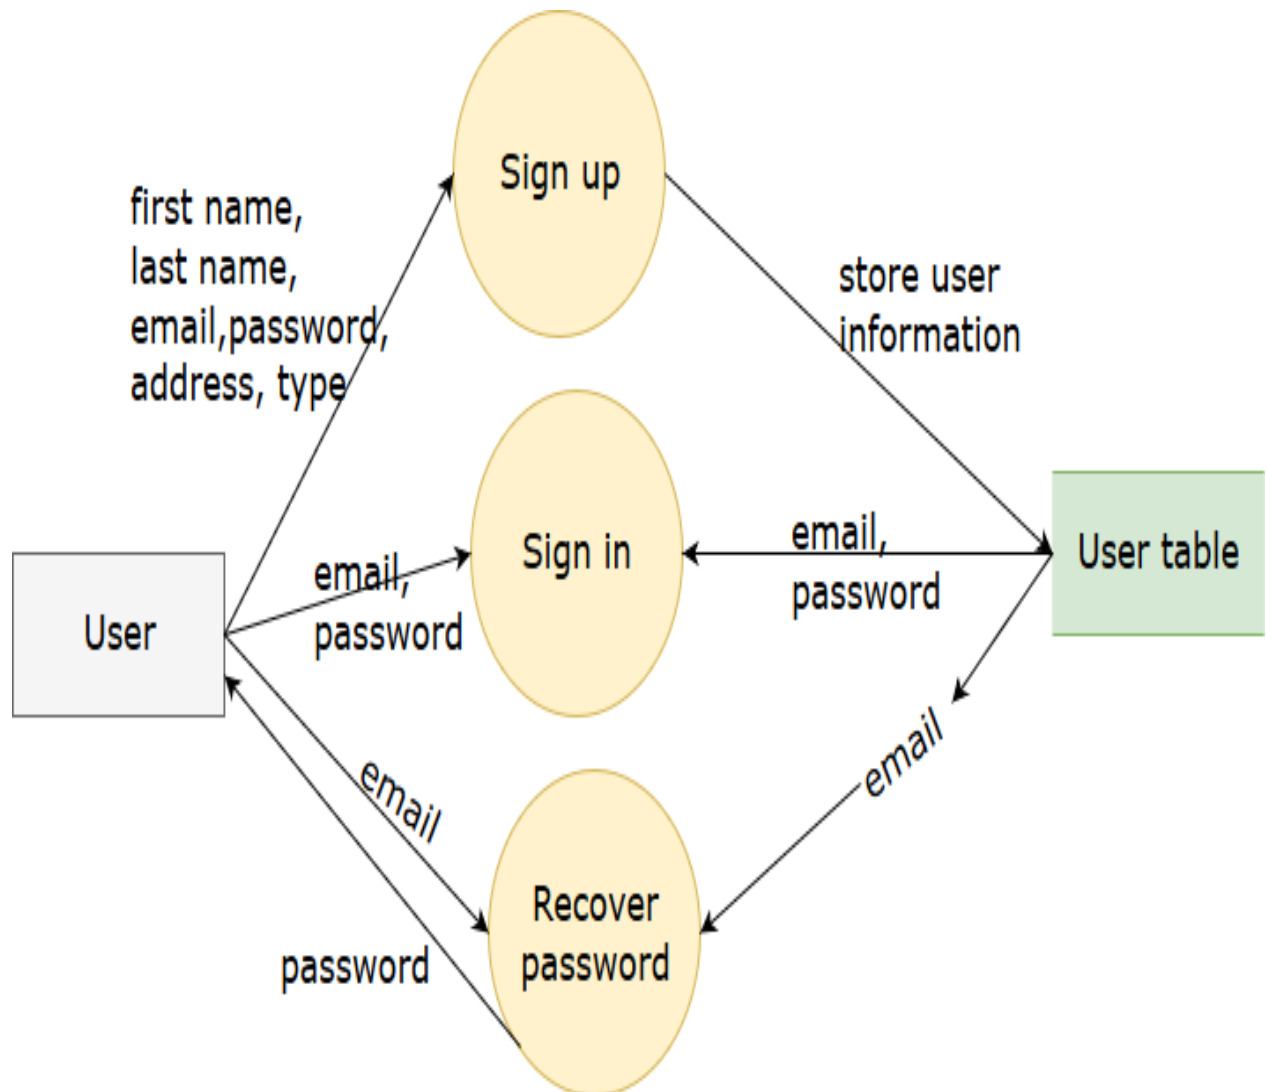 Sign up
first name,
last name,
email,password,
address, type
store user
information
Sign in
email,
password
email,
password
User table
User
email
email
Recover
password
password